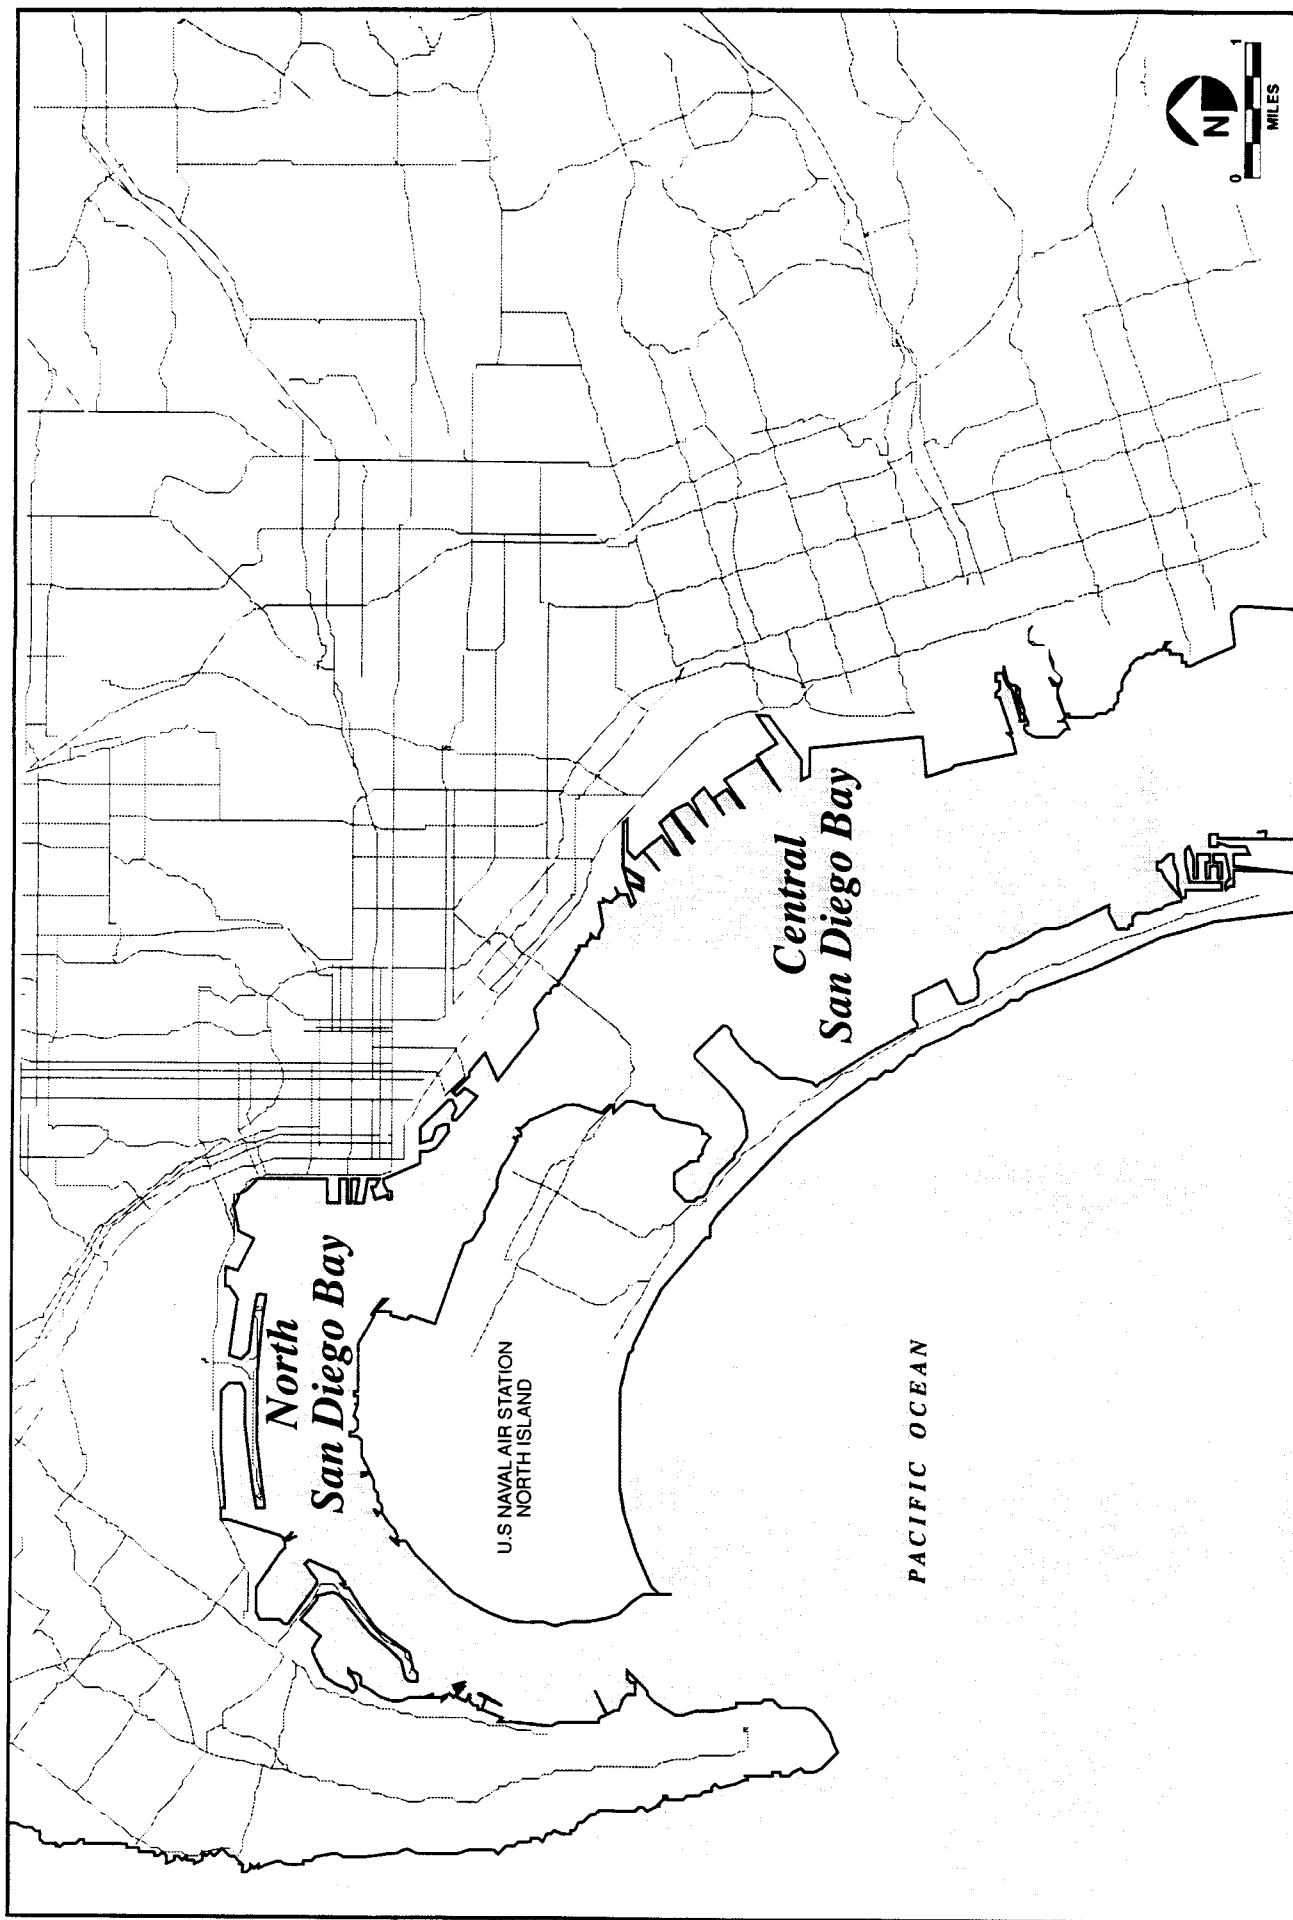 North
San Diego Bay
U.S NAVAL AIR STATION
NORTH ISLAND
Central
San Diego Bay
PACIFIC OCEAN
N
0 1
MILES